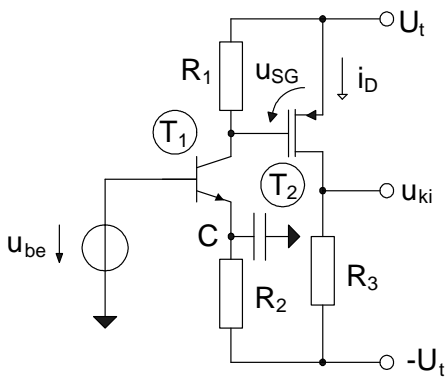 U_t
R_1
u_SG
i_D
T_1
T_2
u_ki
u_be
C
R_2
R_3
-U_t